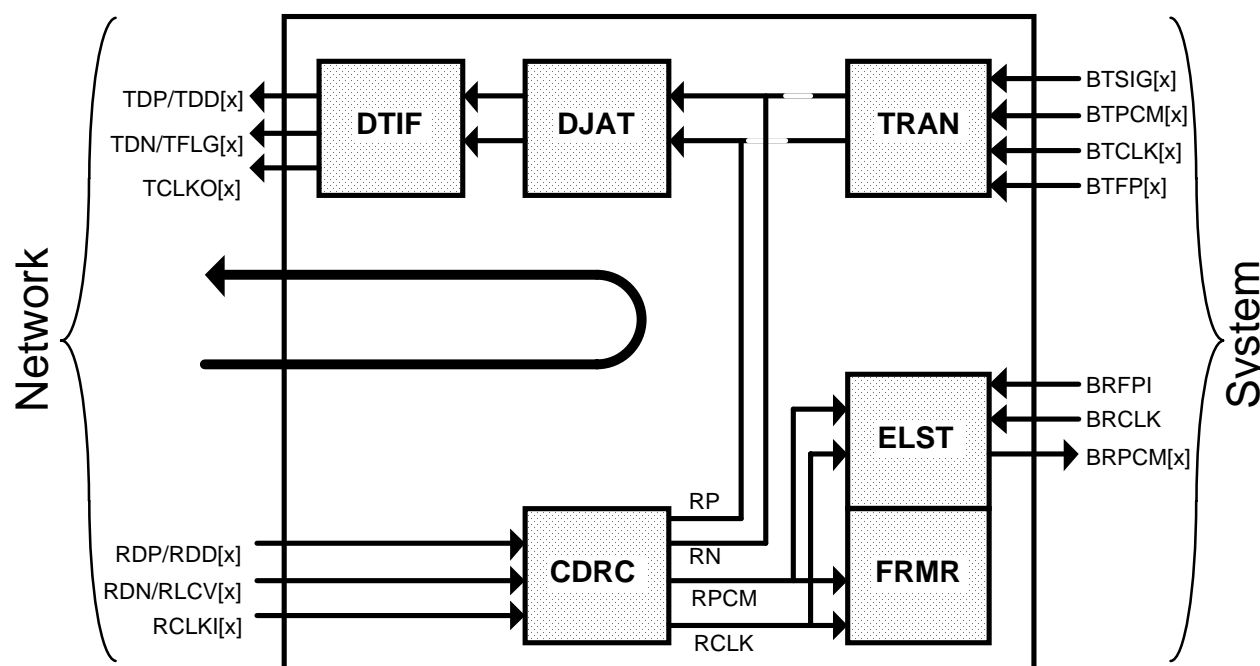 Network
TDP/TDD[x]
TDN/TFLG[x]
TCLKO[x]
DTIF
DJAT
TRAN
BTSIG[x]
BTPCM[x]
BTCLK[x]
BTFP[x]
System
ELST
BRFPI
BRCLK
BRPCM[x]
RDP/RDD[x]
RDN/RLCV[x]
RCLKI[x]
CDRC
RP
RN
RPCM
RCLK
FRMR